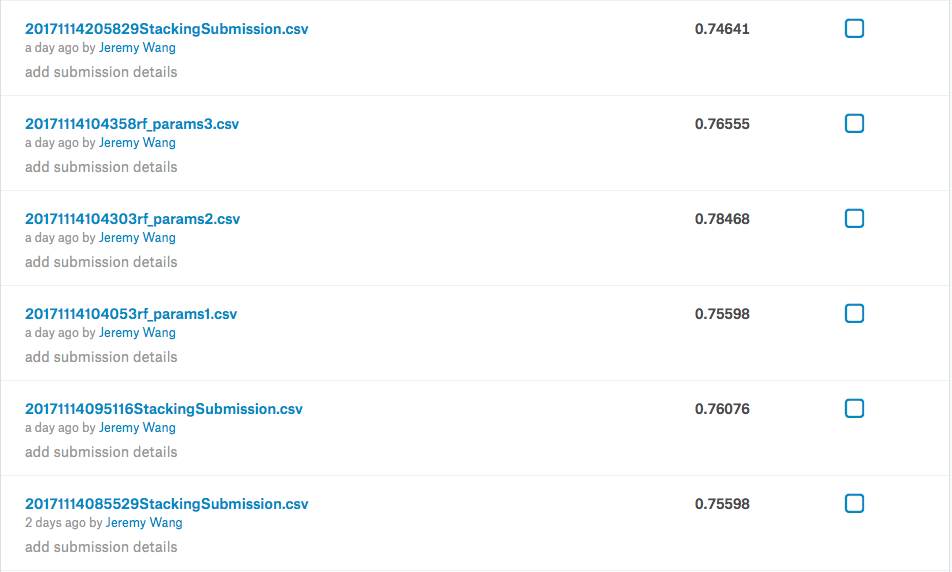 20171114205829StackingSubmission.csv 0.74641
a day ago by Jeremy Wang
add submission details
20171114104358rf_params3.csv 0.76555
a day ago by Jeremy Wang
add submission details
20171114104303rf_params2.csv 0.78468
a day ago by Jeremy Wang
add submission details
20171114104053rf_params1.csv 0.75598
a day ago by Jeremy Wang
add submission details
20171114095116StackingSubmission.csv 0.76076
a day ago by Jeremy Wang
add submission details
20171114085529StackingSubmission.csv 0.75598
2 days ago by Jeremy Wang
add submission details